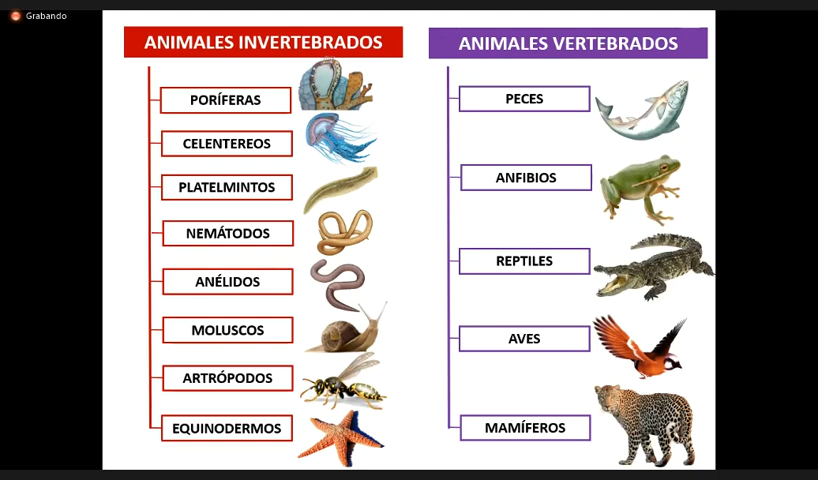 Grabando
ANIMALES INVERTEBRADOS
PORÍFERAS
CELENTEREOS
PLATELMINTOS
NEMÁTODOS
ANÉLIDOS
MOLUSCOS
ARTRÓPODOS
EQUINODERMOS
ANIMALES VERTEBRADOS
PECES
ANFIBIOS
REPTILES
AVES
MAMÍFEROS